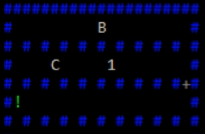 #####################
#         B         #
# # # # # # # # # # #
#    C     1        #
# # # # # # # # # #+#
#!                  #
# # # # # # # # # # #